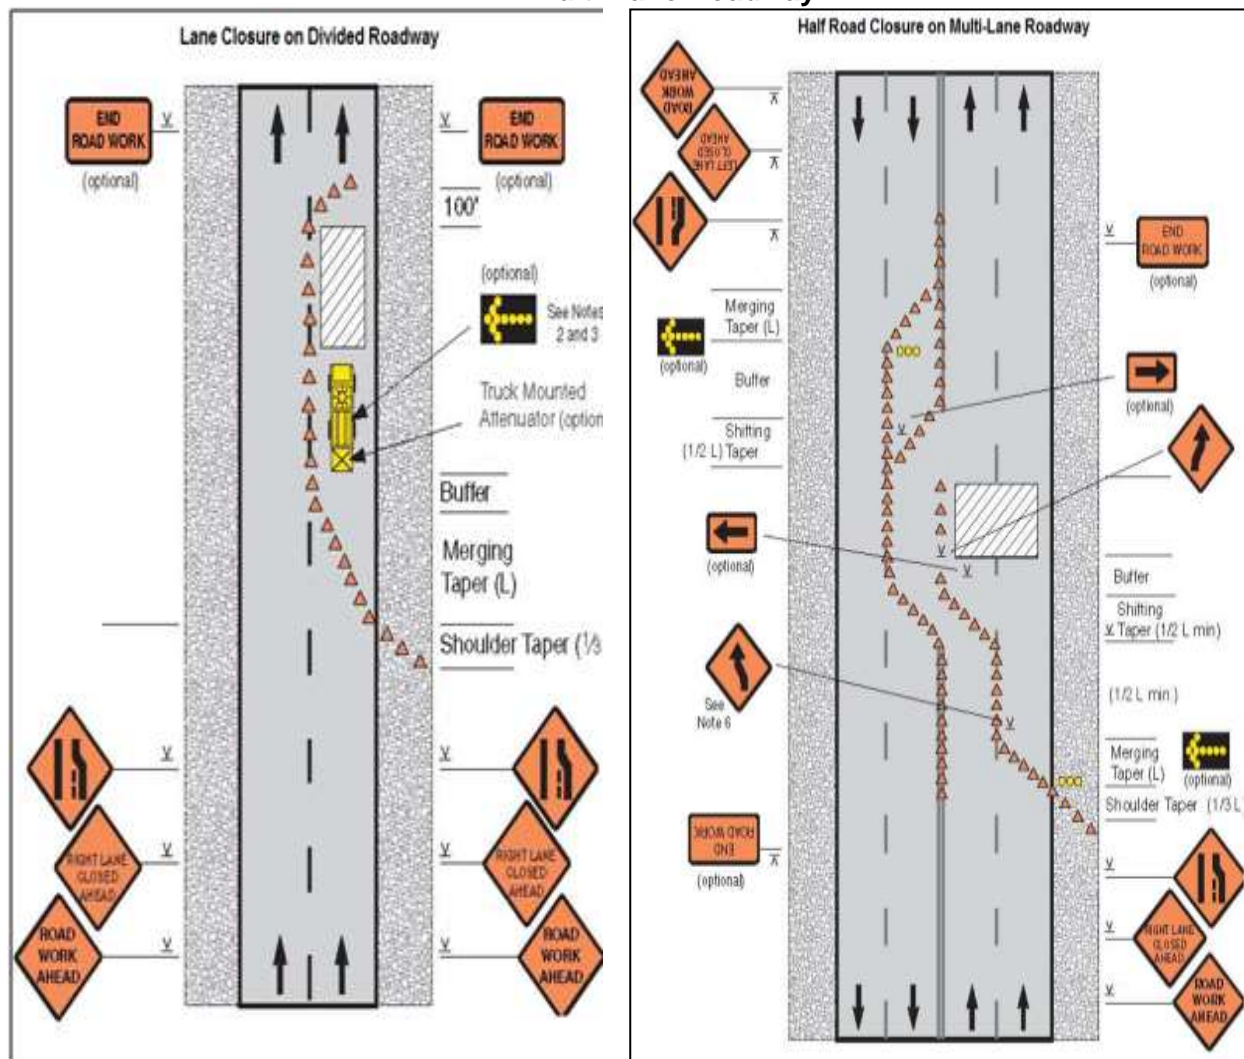 Lane Closure on Divided Roadway
END
ROAD WORK
(optional)
END
ROAD WORK
(optional)
100'
(optional)
See Notes
2 and 3
Truck Mounted
Attenuator (option
Buffer
Merging
Taper (L)
Shoulder Taper (1/3
RIGHT LANE
CLOSED
AHEAD
RIGHT LANE
CLOSED
AHEAD
ROAD
WORK
AHEAD
ROAD
WORK
AHEAD
Half Road Closure on Multi-Lane Roadway
ROAD
WORK
AHEAD
LEFT LANE
CLOSED
AHEAD
END
ROAD WORK
(optional)
Merging
Taper (L)
(optional)
Buffer
(optional)
Shifting
(1/2 L) Taper
(optional)
Buffer
Shifting
Taper (1/2 L min)
See
Note 6
(1/2 L min.)
Merging
Taper (L)
(optional)
Shoulder Taper (1/3 L
END
ROAD WORK
(optional)
RIGHT LANE
CLOSED
AHEAD
ROAD
WORK
AHEAD